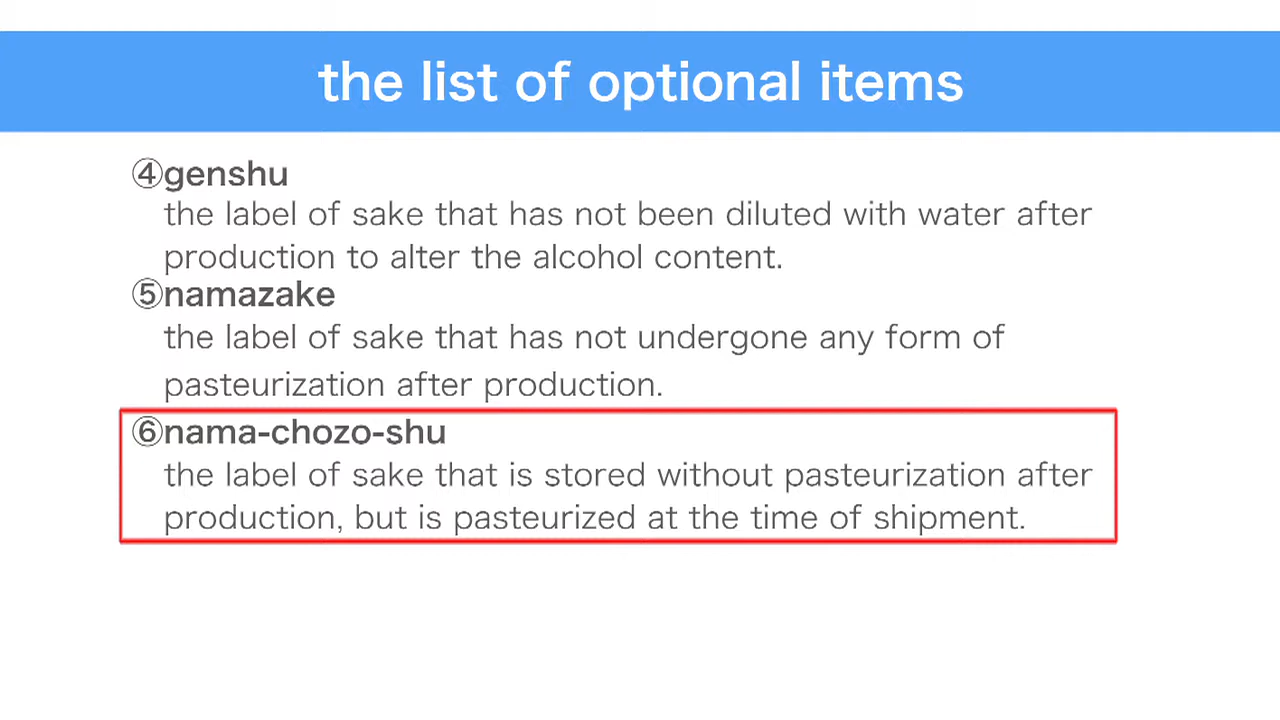 the list of optional items
④genshu
the label of sake that has not been diluted with water after
production to alter the alcohol content.
⑤namazake
the label of sake that has not undergone any form of
pasteurization after production.
⑥nama-chozo-shu
the label of sake that is stored without pasteurization after
production, but is pasteurized at the time of shipment.